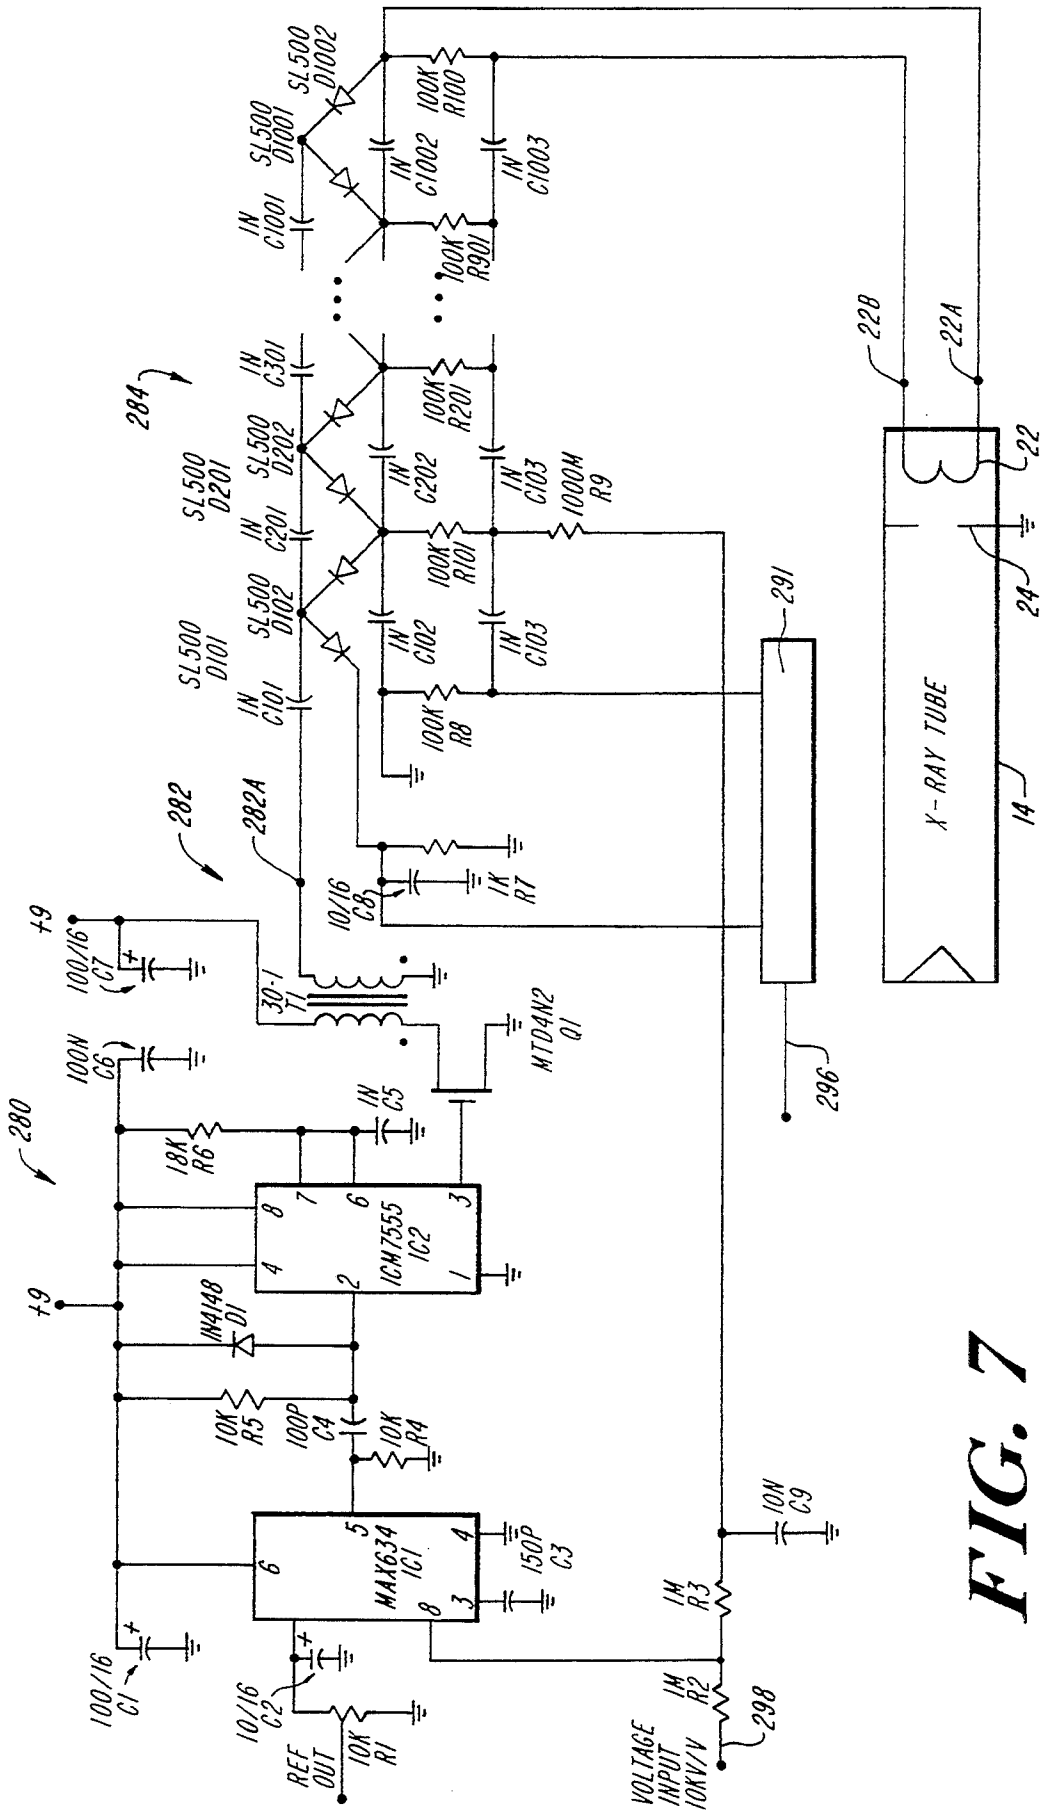 280
+9
+9
100/16
C1
100N
C6
100/16
C7
10K
R5
IN4148
D1
18K
R6
1N
C5
30-1
T1
6
MAX634
IC1
5
8
3
4
100P
C4
10K
R4
150P
C3
10/16
C2
REF
OUT
10K
R1
4
8
2
ICM7555
IC2
7
6
1
3
MTD4N2
Q1
282
282A
10/16
C8
1K
R7
284
1N
C101
SL500
D101
SL500
D102
1N
C201
SL500
D201
SL500
D202
1N
C301
1N
C1001
SL500
D1001
SL500
D1002
100K
R8
1N
C102
1N
C103
100K
R101
1N
C202
1N
C103
1000M
R9
100K
R201
100K
R901
1N
C1002
1N
C1003
100K
R100
VOLTAGE
INPUT
10KV/V
298
1M
R2
1M
R3
10N
C9
296
291
X-RAY TUBE
14
24
22
22B
22A
FIG. 7